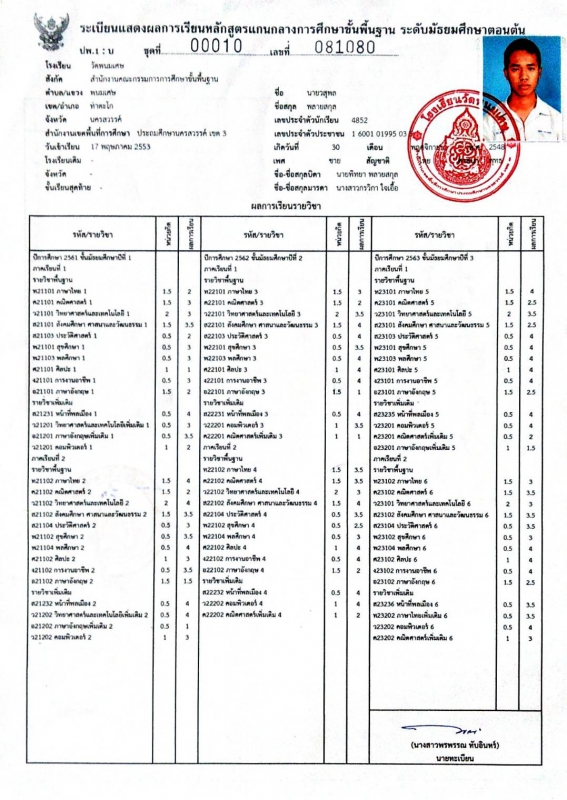 ระเบียนแสดงผลการเรียนหลักสูตรแกนกลางการศึกษาขั้นพื้นฐาน ระดับมัธยมศึกษาตอนต้น
ปพ.1 : บ ชุดที่ 00010 เลขที่ 081080
โรงเรียน วัดพนมเศษ
สังกัด สำนักงานคณะกรรมการการศึกษาขั้นพื้นฐาน
ตำบล/แขวง พนมเศษ
เขต/อำเภอ ท่าตะโก
จังหวัด นครสวรรค์
สำนักงานเขตพื้นที่การศึกษา ประถมศึกษานครสวรรค์ เขต 3
วันเข้าเรียน 17 พฤษภาคม 2553
โรงเรียนเดิม -
จังหวัด -
ชั้นเรียนสุดท้าย -
ชื่อ นายวสุพล
ชื่อสกุล พลายสกุล
เลขประจำตัวนักเรียน 4852
เลขประจำตัวประชาชน 1 6001 01995 03
เกิดวันที่ 30 เดือน 2548
เพศ ชาย สัญชาติ ไทย
ชื่อ-ชื่อสกุลบิดา นายพิทยา พลายสกุล
ชื่อ-ชื่อสกุลมารดา นางสาวกรวิกา ใจเอื้อ
ผลการเรียนรายวิชา
รหัส/รายวิชา หน่วยกิต ผลการเรียน
ปีการศึกษา 2561 ชั้นมัธยมศึกษาปีที่ 1
ภาคเรียนที่ 1
รายวิชาพื้นฐาน
ท21101 ภาษาไทย 1 1.5 2
ค21101 คณิตศาสตร์ 1 1.5 3
ว21101 วิทยาศาสตร์และเทคโนโลยี 1 2 3
ส21101 สังคมศึกษา ศาสนาและวัฒนธรรม 1 1.5 3.5
ส21103 ประวัติศาสตร์ 1 0.5 2
พ21101 สุขศึกษา 1 0.5 3
พ21103 พลศึกษา 1 0.5 3
ศ21101 ศิลปะ 1 1 1
ง21101 การงานอาชีพ 1 0.5 3
อ21101 ภาษาอังกฤษ 1 1.5 2
รายวิชาเพิ่มเติม
ส21231 หน้าที่พลเมือง 1 0.5 4
ว21201 วิทยาศาสตร์และเทคโนโลยีเพิ่มเติม 1 0.5 3
อ21201 ภาษาอังกฤษเพิ่มเติม 1 0.5 3
ว21201 คอมพิวเตอร์ 1 1 2
ภาคเรียนที่ 2
รายวิชาพื้นฐาน
ท21102 ภาษาไทย 2 1.5 4
ค21102 คณิตศาสตร์ 2 1.5 2
ว21102 วิทยาศาสตร์และเทคโนโลยี 2 2 4
ส21102 สังคมศึกษา ศาสนาและวัฒนธรรม 2 1.5 3.5
ส21104 ประวัติศาสตร์ 2 0.5 3
พ21102 สุขศึกษา 2 0.5 3.5
พ21104 พลศึกษา 2 0.5 4
ศ21102 ศิลปะ 2 1 3
ง21102 การงานอาชีพ 2 0.5 4
อ21102 ภาษาอังกฤษ 2 1.5 1.5
รายวิชาเพิ่มเติม
ส21232 หน้าที่พลเมือง 2 0.5 4
ว21202 วิทยาศาสตร์และเทคโนโลยีเพิ่มเติม 2 0.5 4
อ21202 ภาษาอังกฤษเพิ่มเติม 2 0.5 1
ว21202 คอมพิวเตอร์ 2 1 3
รหัส/รายวิชา หน่วยกิต ผลการเรียน
ปีการศึกษา 2562 ชั้นมัธยมศึกษาปีที่ 2
ภาคเรียนที่ 1
รายวิชาพื้นฐาน
ท22101 ภาษาไทย 3 1.5 3
ค22101 คณิตศาสตร์ 3 1.5 2
ว22101 วิทยาศาสตร์และเทคโนโลยี 3 2 3.5
ส22101 สังคมศึกษา ศาสนาและวัฒนธรรม 3 1.5 4
ส22103 ประวัติศาสตร์ 3 0.5 4
พ22101 สุขศึกษา 3 0.5 3.5
พ22103 พลศึกษา 3 0.5 4
ศ22101 ศิลปะ 3 1 4
ง22101 การงานอาชีพ 3 0.5 4
อ22101 ภาษาอังกฤษ 3 1.5 1
รายวิชาเพิ่มเติม
ส22231 หน้าที่พลเมือง 3 0.5 4
ว22201 คอมพิวเตอร์ 3 0.5 3
ค22201 คณิตศาสตร์เพิ่มเติม 3 1 1
ภาคเรียนที่ 2
รายวิชาพื้นฐาน
ท22102 ภาษาไทย 4 1.5 3.5
ค22102 คณิตศาสตร์ 4 1.5 3.5
ว22102 วิทยาศาสตร์และเทคโนโลยี 4 2 3
ส22102 สังคมศึกษา ศาสนาและวัฒนธรรม 4 1.5 4
ส22104 ประวัติศาสตร์ 4 0.5 3.5
พ22102 สุขศึกษา 4 0.5 2.5
พ22104 พลศึกษา 4 0.5 3
ศ22102 ศิลปะ 4 1 4
ง22102 การงานอาชีพ 4 0.5 4
อ22102 ภาษาอังกฤษ 4 1.5 2
รายวิชาเพิ่มเติม
ส22232 หน้าที่พลเมือง 4 0.5 4
ว22202 คอมพิวเตอร์ 4 0.5 4
ค22202 คณิตศาสตร์เพิ่มเติม 4 1 2
รหัส/รายวิชา หน่วยกิต ผลการเรียน
ปีการศึกษา 2563 ชั้นมัธยมศึกษาปีที่ 3
ภาคเรียนที่ 1
รายวิชาพื้นฐาน
ท23101 ภาษาไทย 5 1.5 4
ค23101 คณิตศาสตร์ 5 1.5 2.5
ว23101 วิทยาศาสตร์และเทคโนโลยี 5 2 3.5
ส23101 สังคมศึกษา ศาสนาและวัฒนธรรม 5 1.5 2.5
ส23103 ประวัติศาสตร์ 5 0.5 4
พ23101 สุขศึกษา 5 0.5 3.5
พ23103 พลศึกษา 5 0.5 4
ศ23101 ศิลปะ 5 1 4
ง23101 การงานอาชีพ 5 0.5 4
อ23101 ภาษาอังกฤษ 5 1.5 2.5
รายวิชาเพิ่มเติม
ส23235 หน้าที่พลเมือง 5 0.5 4
ว23201 คอมพิวเตอร์ 5 0.5 4
ค23201 คณิตศาสตร์เพิ่มเติม 5 0.5 2
อ23201 ภาษาอังกฤษเพิ่มเติม 5 1 1.5
ภาคเรียนที่ 2
รายวิชาพื้นฐาน
ท23102 ภาษาไทย 6 1.5 3
ค23102 คณิตศาสตร์ 6 1.5 3.5
ว23101 วิทยาศาสตร์และเทคโนโลยี 6 2 3
ส23102 สังคมศึกษา ศาสนาและวัฒนธรรม 6 1.5 3.5
ส23104 ประวัติศาสตร์ 6 0.5 3.5
พ23102 สุขศึกษา 6 0.5 3
พ23104 พลศึกษา 6 0.5 4
ศ23102 ศิลปะ 6 1 4
ง23102 การงานอาชีพ 6 0.5 4
อ23102 ภาษาอังกฤษ 6 1.5 2.5
รายวิชาเพิ่มเติม
ส23236 หน้าที่พลเมือง 6 0.5 3.5
ท23202 ภาษาไทยเพิ่มเติม 6 0.5 3.5
ว23202 คอมพิวเตอร์ 6 0.5 4
ค23202 คณิตศาสตร์เพิ่มเติม 6 1 3
(นางสาวพรพรรณ ทับอินทร์)
นายทะเบียน